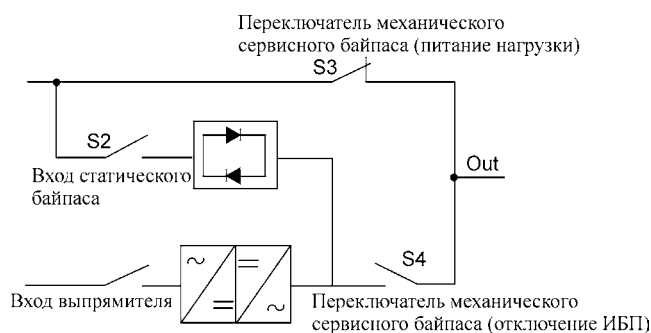 Переключатель механического
сервисного байпаса (питание нагрузки)
S3
S2
Вход статического
байпаса
Out
S4
Вход выпрямителя
Переключатель механического
сервисного байпаса (отключение ИБП)